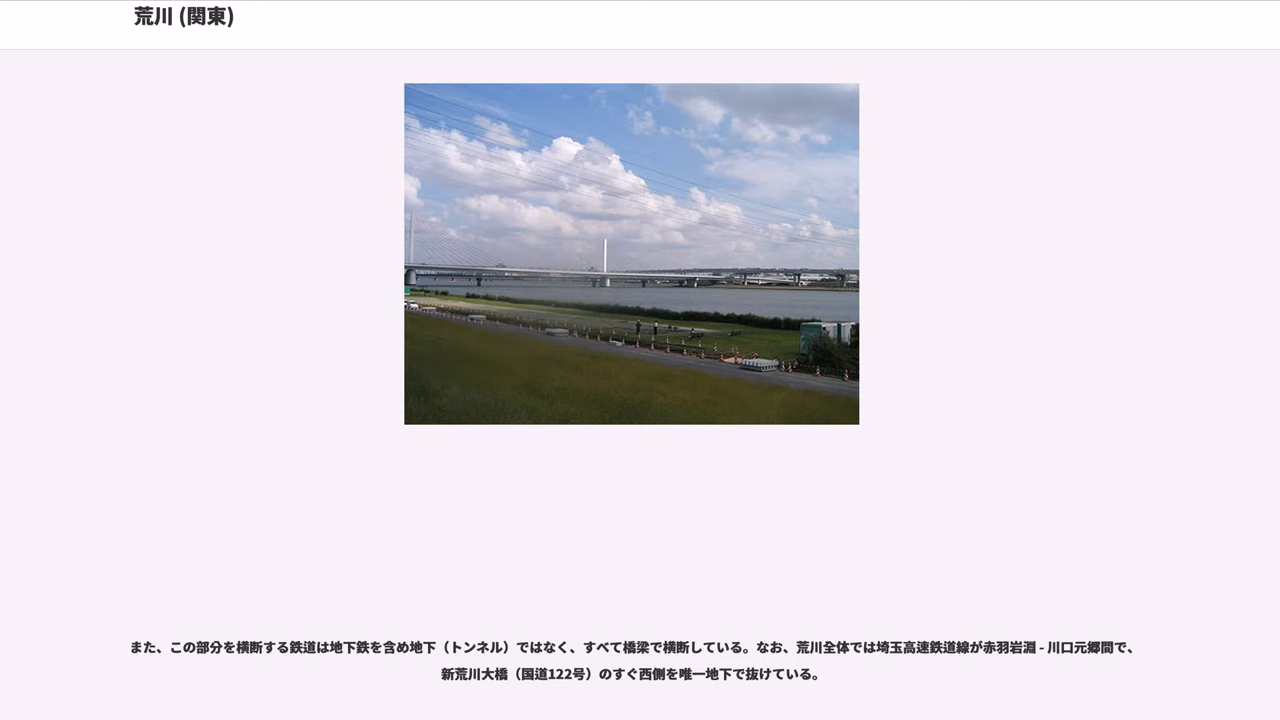 荒川 (関東)
また、この部分を横断する鉄道は地下鉄を含め地下（トンネル）ではなく、すべて橋梁で横断している。なお、荒川全体では埼玉高速鉄道線が赤羽岩淵 - 川口元郷間で、
新荒川大橋（国道122号）のすぐ西側を唯一地下で抜けている。